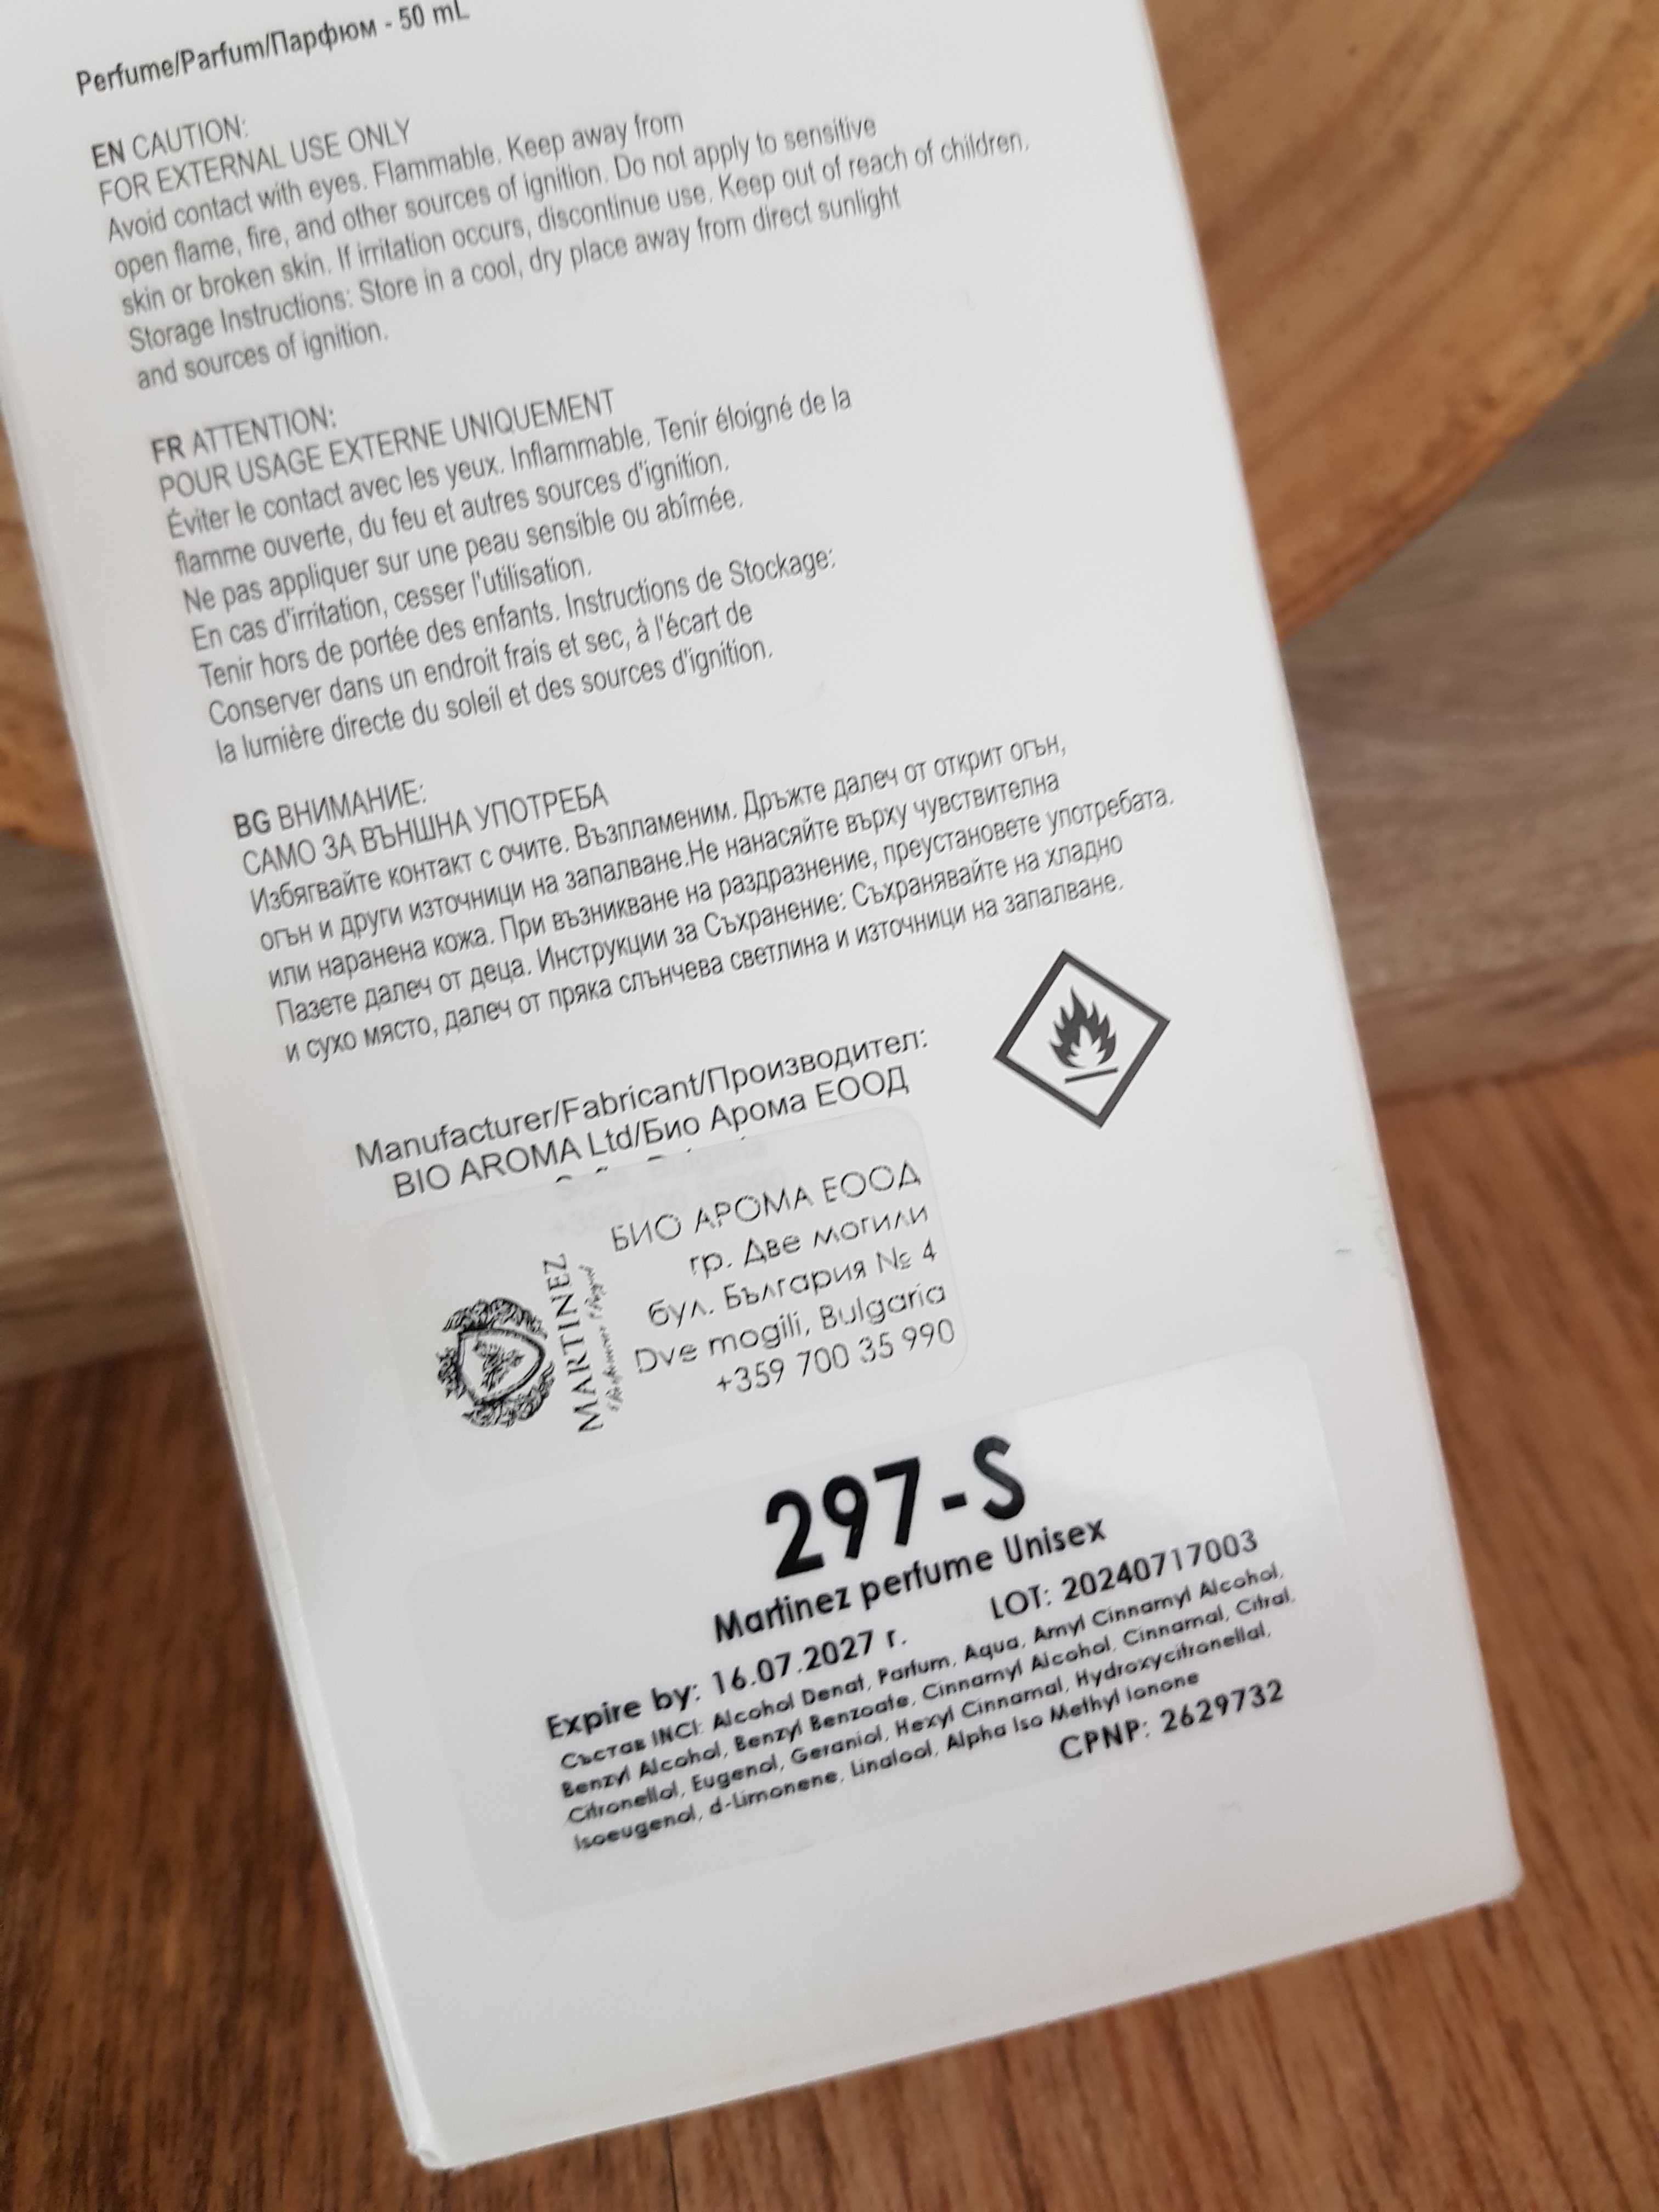 Perfume/Parfum/Парфюм - 50 mL
EN CAUTION:
FOR EXTERNAL USE ONLY
Avoid contact with eyes. Flammable. Keep away from
open flame, fire, and other sources of ignition. Do not apply to sensitive
skin or broken skin. If irritation occurs, discontinue use. Keep out of reach of children.
Storage Instructions: Store in a cool, dry place away from direct sunlight
and sources of ignition.
FR ATTENTION:
POUR USAGE EXTERNE UNIQUEMENT
Éviter le contact avec les yeux. Inflammable. Tenir éloigné de la
flamme ouverte, du feu et autres sources d'ignition.
Ne pas appliquer sur une peau sensible ou abîmée.
En cas d'irritation, cesser l'utilisation.
Tenir hors de portée des enfants. Instructions de Stockage:
Conserver dans un endroit frais et sec, à l'écart de
la lumière directe du soleil et des sources d'ignition.
BG ВНИМАНИЕ:
САМО ЗА ВЪНШНА УПОТРЕБА
Избягвайте контакт с очите. Възпламеним. Дръжте далеч от открит огън,
огън и други източници на запалване.Не нанасяйте върху чувствителна
или наранена кожа. При възникване на раздразнение, преустановете употребата.
Пазете далеч от деца. Инструкции за Съхранение: Съхранявайте на хладно
и сухо място, далеч от пряка слънчева светлина и източници на запалване.
Manufacturer/Fabricant/Производител:
BIO AROMA Ltd/Био Арома ЕООД
MARTINEZ
БИО АРОМА ЕООД
гр. Две могили
бул. България № 4
Dve mogili, Bulgaria
+359 700 35 990
297-S
Martinez perfume Unisex
Expire by: 16.07.2027 г. LOT: 20240717003
Състав INCI: Alcohol Denat, Parfum, Aqua, Amyl Cinnamyl Alcohol,
Benzyl Alcohol, Benzyl Benzoate, Cinnamyl Alcohol, Cinnamal, Citral,
Citronellol, Eugenol, Geraniol, Hexyl Cinnamal, Hydroxycitronellal,
Isoeugenol, d-Limonene, Linalool, Alpha Iso Methyl Ionone
CPNP: 2629732